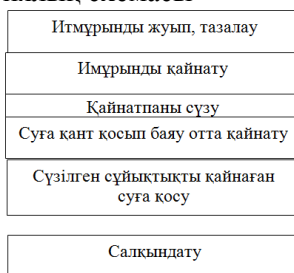 Итмұрынды жуып, тазалау
Имұрынды қайнату
Қайнатпаны сүзу
Суға қант қосып баяу отта қайнату
Сүзілген сұйықтықты қайнаған
суға қосу
Салқындату